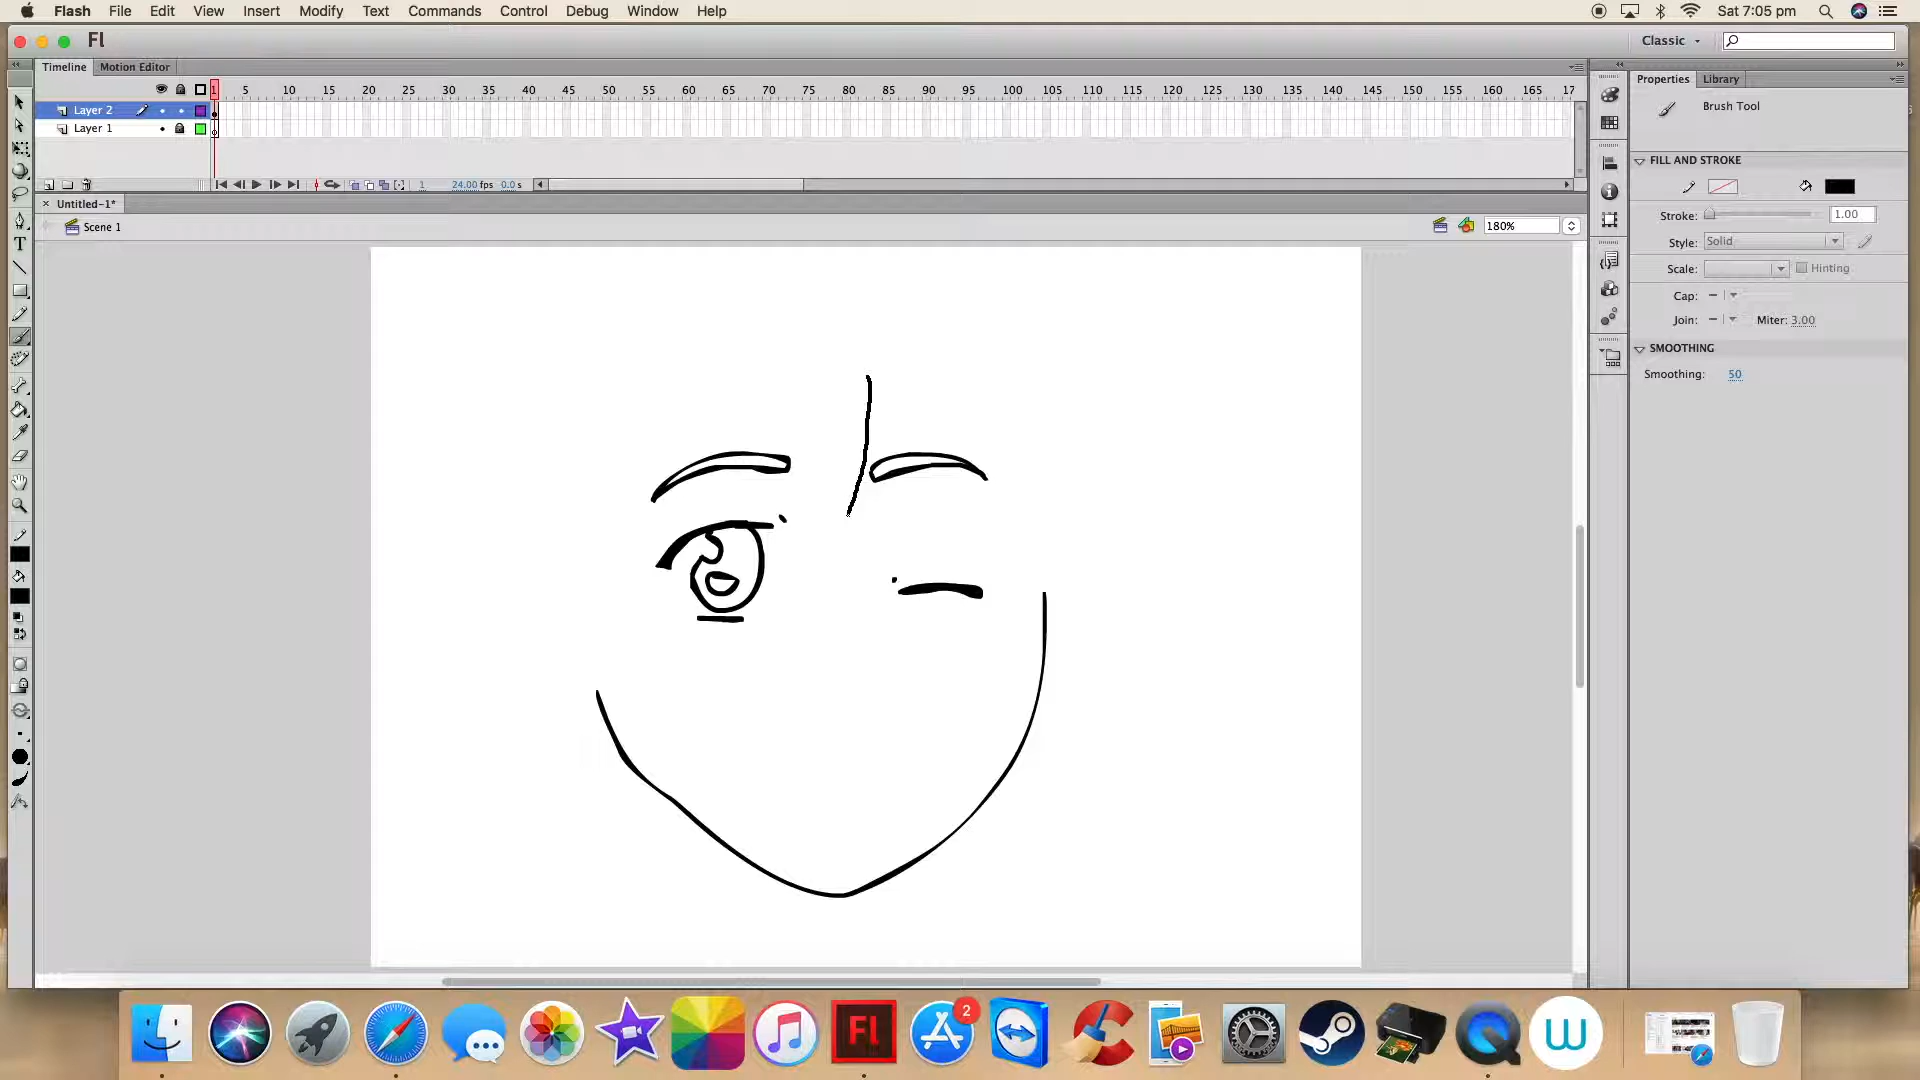 Flash File Edit View Insert Modify Text Commands Control Debug Window Help Sat 7:05 pm
Fl Classic
Timeline Motion Editor
Properties Library
1 5 10 15 20 25 30 35 40 45 50 55 60 65 70 75 80 85 90 95 100 105 110 115 120 125 130 135 140 145 150 155 160 165 17
Layer 2
Layer 1
Brush Tool
1 24.00 fps 0.0 s
Untitled-1*
Scene 1 180%
FILL AND STROKE
Stroke: 1.00
Style: Solid
Scale: Hinting
Cap:
Join: Miter: 3.00
SMOOTHING
Smoothing: 50
T
2
Fl
W